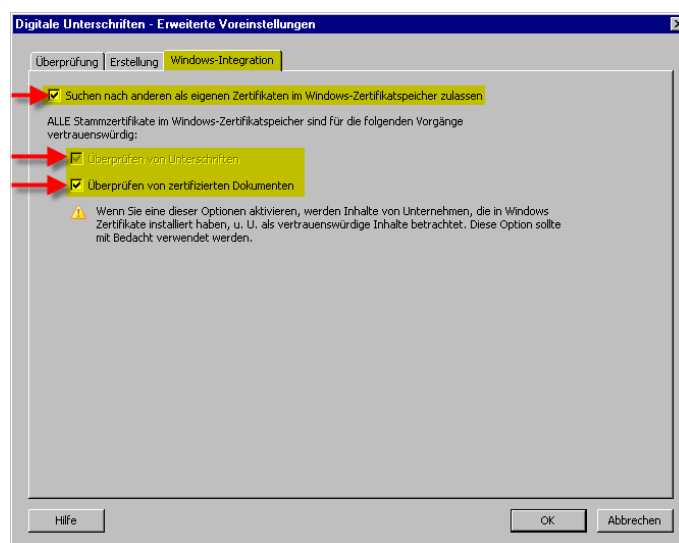 Digitale Unterschriften - Erweiterte Voreinstellungen
Überprüfung Erstellung Windows-Integration
Suchen nach anderen als eigenen Zertifikaten im Windows-Zertifikatspeicher zulassen
ALLE Stammzertifikate im Windows-Zertifikatspeicher sind für die folgenden Vorgänge
vertrauenswürdig:
Überprüfen von Unterschriften
Überprüfen von zertifizierten Dokumenten
Wenn Sie eine dieser Optionen aktivieren, werden Inhalte von Unternehmen, die in Windows
Zertifikate installiert haben, u. U. als vertrauenswürdige Inhalte betrachtet. Diese Option sollte
mit Bedacht verwendet werden.
Hilfe OK Abbrechen